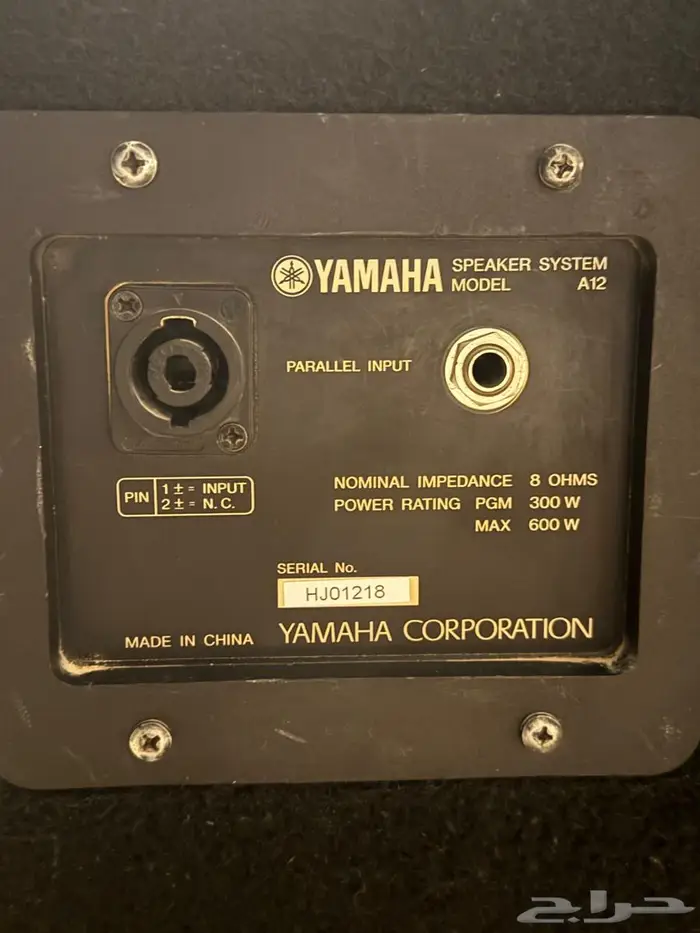 YAMAHA SPEAKER SYSTEM
MODEL A12
PARALLEL INPUT
PIN 1 ± = INPUT
2 ± = N.C.
NOMINAL IMPEDANCE 8 OHMS
POWER RATING PGM 300 W
MAX 600 W
SERIAL No.
HJ01218
MADE IN CHINA YAMAHA CORPORATION
حراج